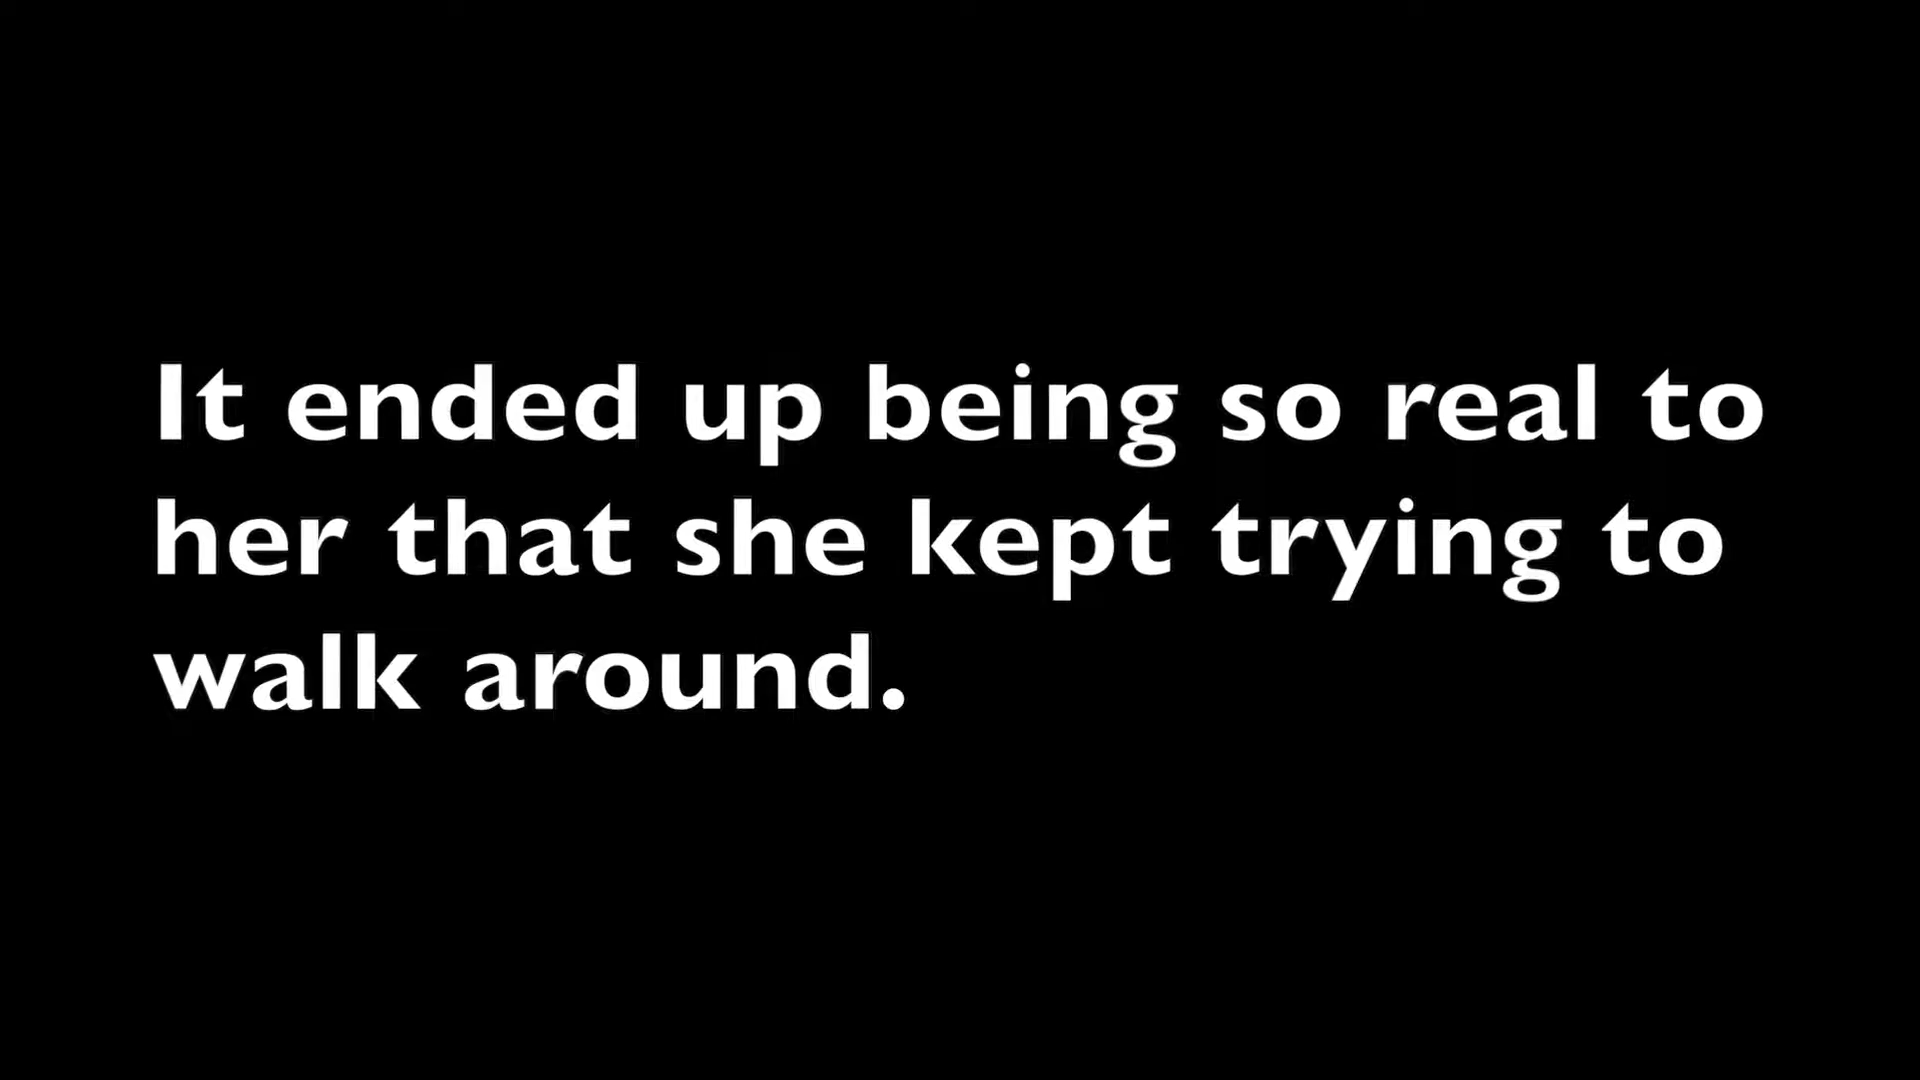 It ended up being so real to
her that she kept trying to
walk around.